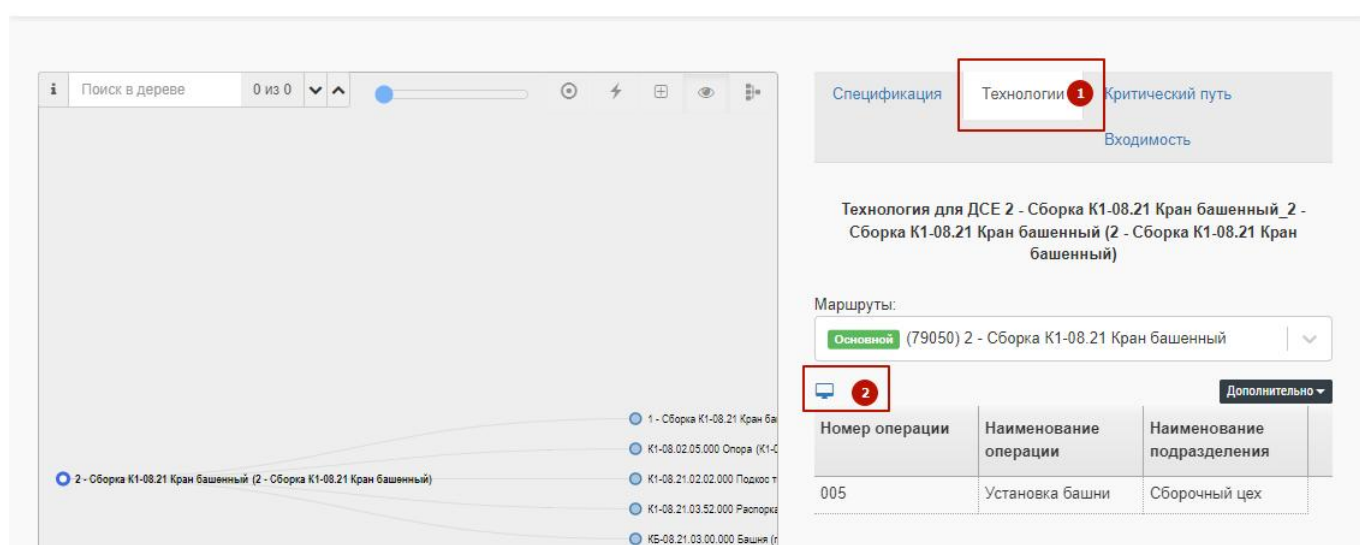 i Поиск в дереве 0 из 0
Спецификация Технологии 1 Критический путь
Входимость
Технология для ДСЕ 2 - Сборка К1-08.21 Кран башенный_2 -
Сборка К1-08.21 Кран башенный (2 - Сборка К1-08.21 Кран
башенный)
Маршруты:
Основной (79050) 2 - Сборка К1-08.21 Кран башенный
2 Дополнительно
Номер операции Наименование операции Наименование подразделения
005 Установка башни Сборочный цех
2 - Сборка К1-08.21 Кран башенный (2 - Сборка К1-08.21 Кран башенный)
1 - Сборка К1-08.21 Кран ба
К1-08.02.05.000 Опора (К1-0
К1-08.21.02.02.000 Подкос т
К1-08.21.03.52.000 Распорка
КБ-08.21.03.00.000 Башня (г